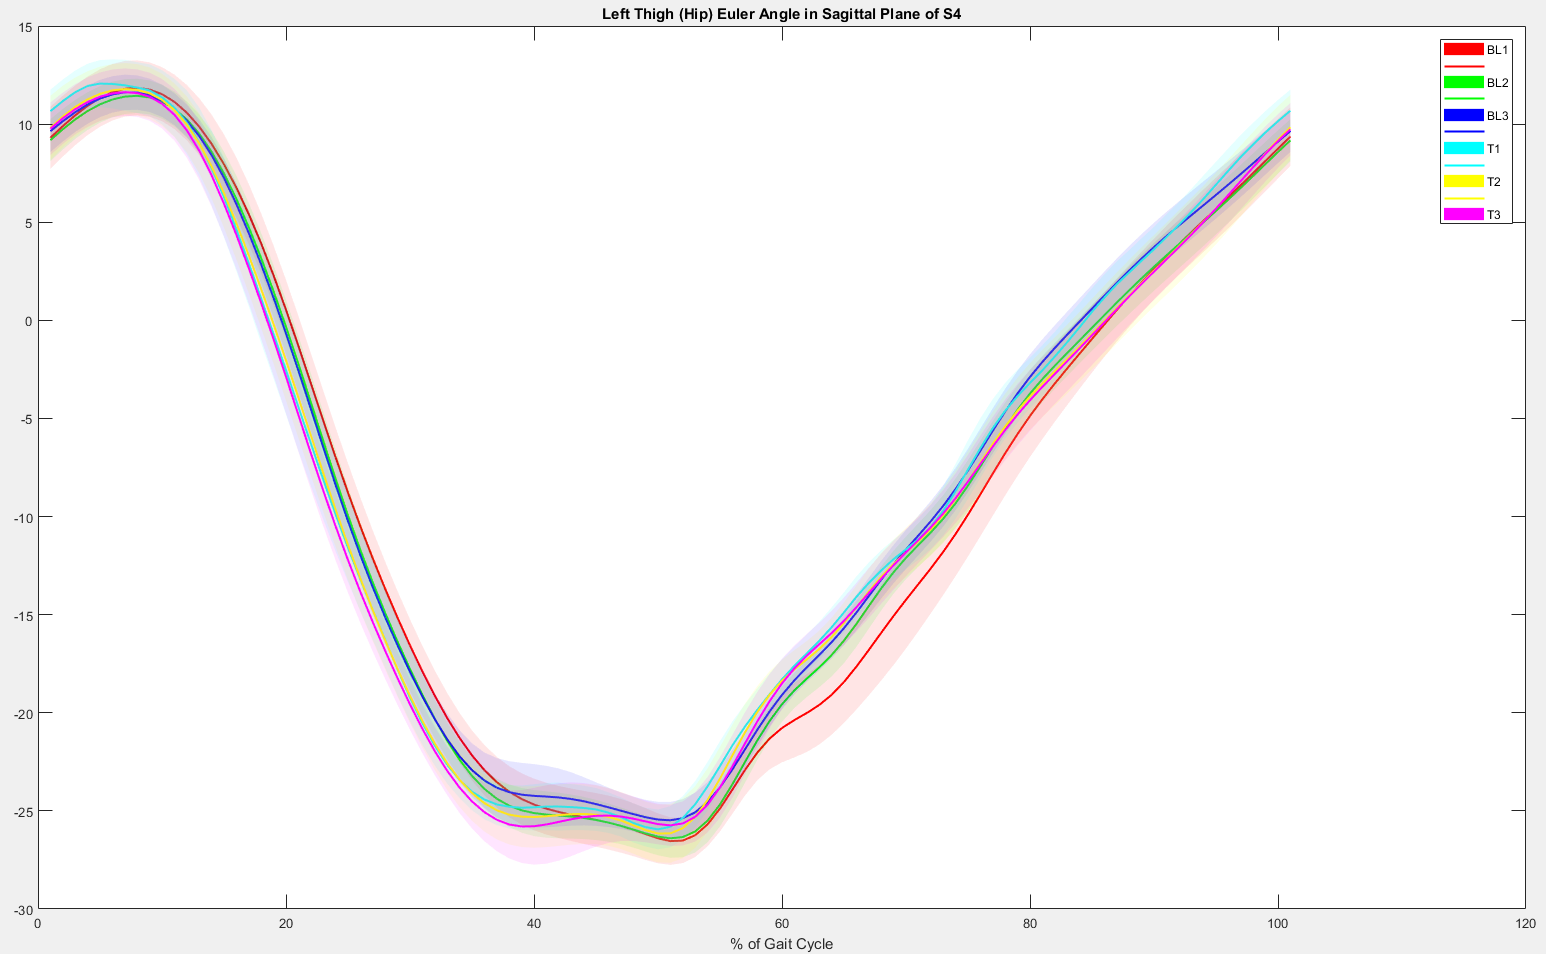 Left Thigh (Hip) Euler Angle in Sagittal Plane of S4
15
10
5
0
-5
-10
-15
-20
-25
-30
0 20 40 60 80 100 120
% of Gait Cycle
BL1
BL2
BL3
T1
T2
T3